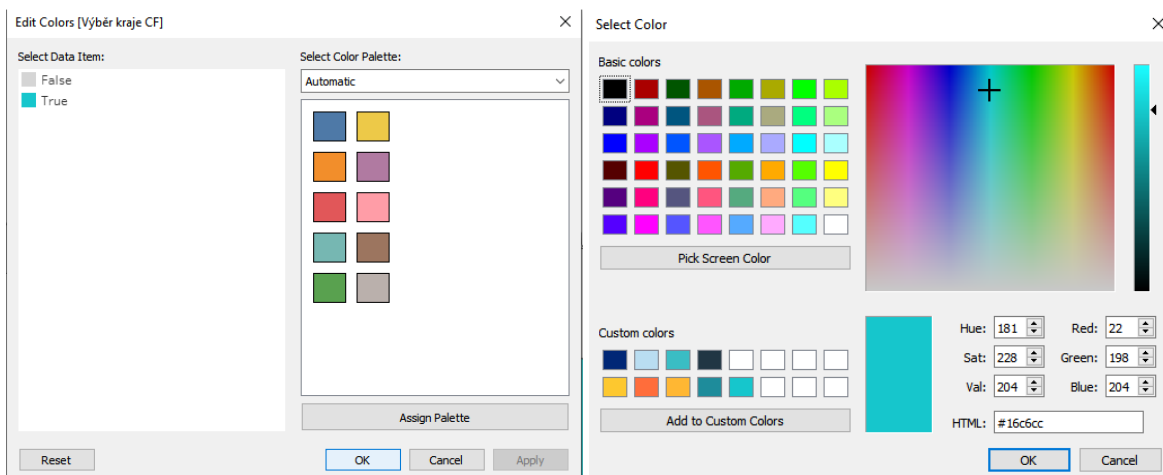 Edit Colors [Výběr kraje CF]
Select Data Item:
False
True
Select Color Palette:
Automatic
Assign Palette
Reset
OK
Cancel
Apply
Select Color
Basic colors
Pick Screen Color
Custom colors
Add to Custom Colors
Hue: 181
Red: 22
Sat: 228
Green: 198
Val: 204
Blue: 204
HTML: #16c6cc
OK
Cancel